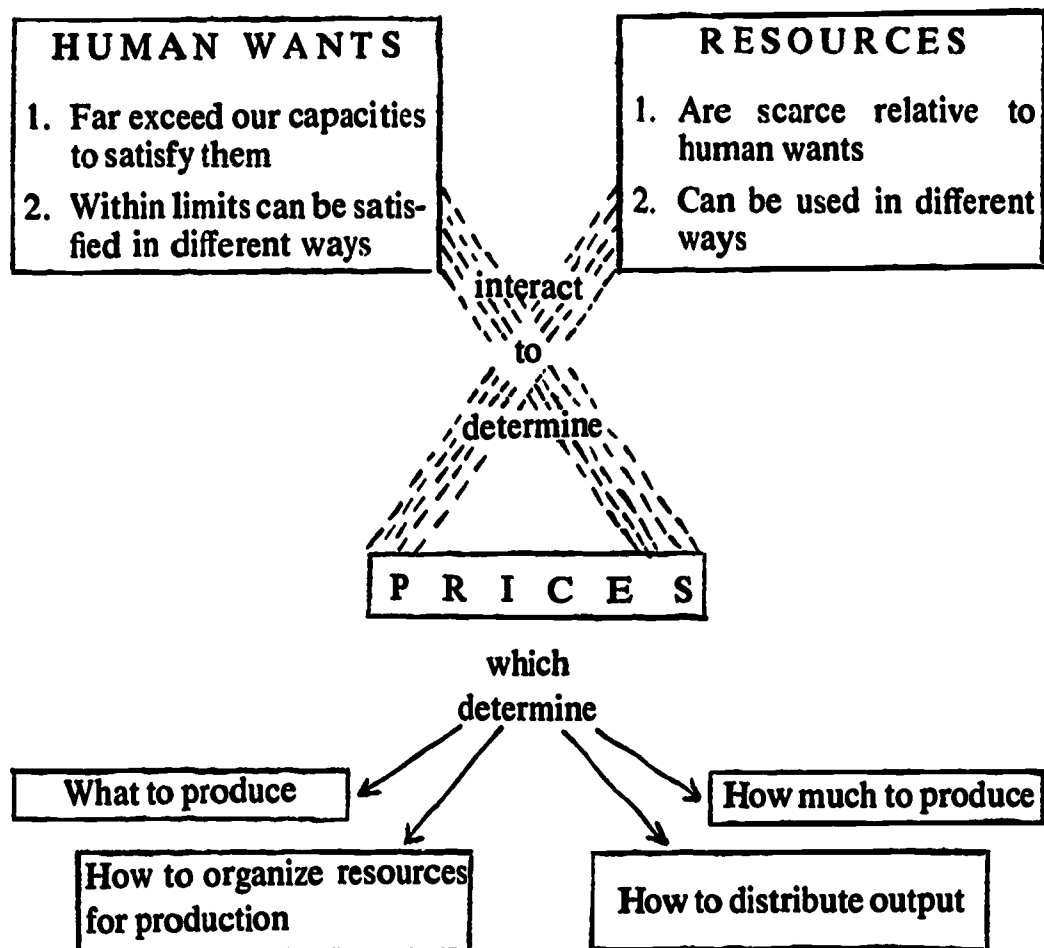 HUMAN WANTS
1. Far exceed our capacities
to satisfy them
2. Within limits can be satis-
fied in different ways
RESOURCES
1. Are scarce relative to
human wants
2. Can be used in different
ways
interact
to
determine
PRICES
which
determine
What to produce
How much to produce
How to organize resources
for production
How to distribute output